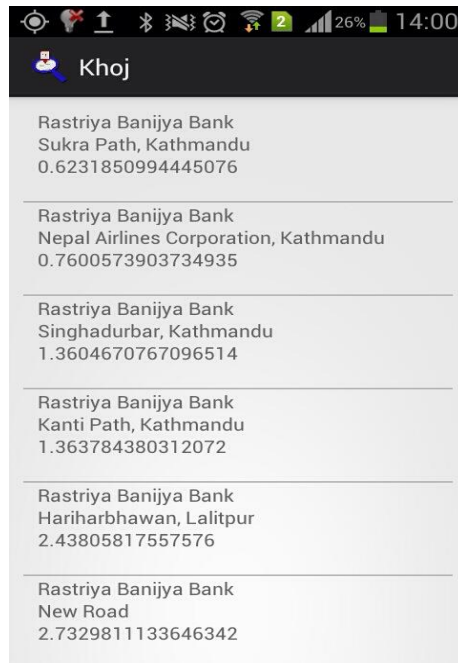 2 26% 14:00
Khoj
Rastriya Banijya Bank
Sukra Path, Kathmandu
0.6231850994445076
Rastriya Banijya Bank
Nepal Airlines Corporation, Kathmandu
0.7600573903734935
Rastriya Banijya Bank
Singhadurbar, Kathmandu
1.3604670767096514
Rastriya Banijya Bank
Kanti Path, Kathmandu
1.363784380312072
Rastriya Banijya Bank
Hariharbhawan, Lalitpur
2.43805817557576
Rastriya Banijya Bank
New Road
2.7329811133646342